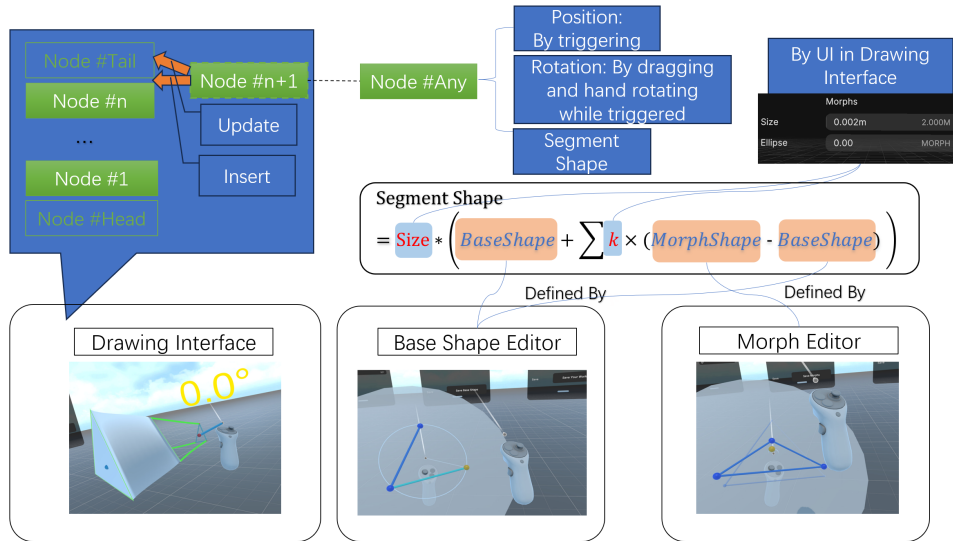 Node #Tail
Node #n+1
Node #n
Update
...
Insert
Node #1
Node #Head
Node #Any
Position:
By triggering
Rotation: By dragging
and hand rotating
while triggered
Segment
Shape
By UI in Drawing
Interface
Morphs
Size 0.002m 2.000M
Ellipse 0.00 MORPH
Segment Shape
= Size * (BaseShape + ∑ k × (MorphShape - BaseShape))
Defined By
Defined By
Drawing Interface
0.0°
Base Shape Editor
Save Base Shape
Morph Editor